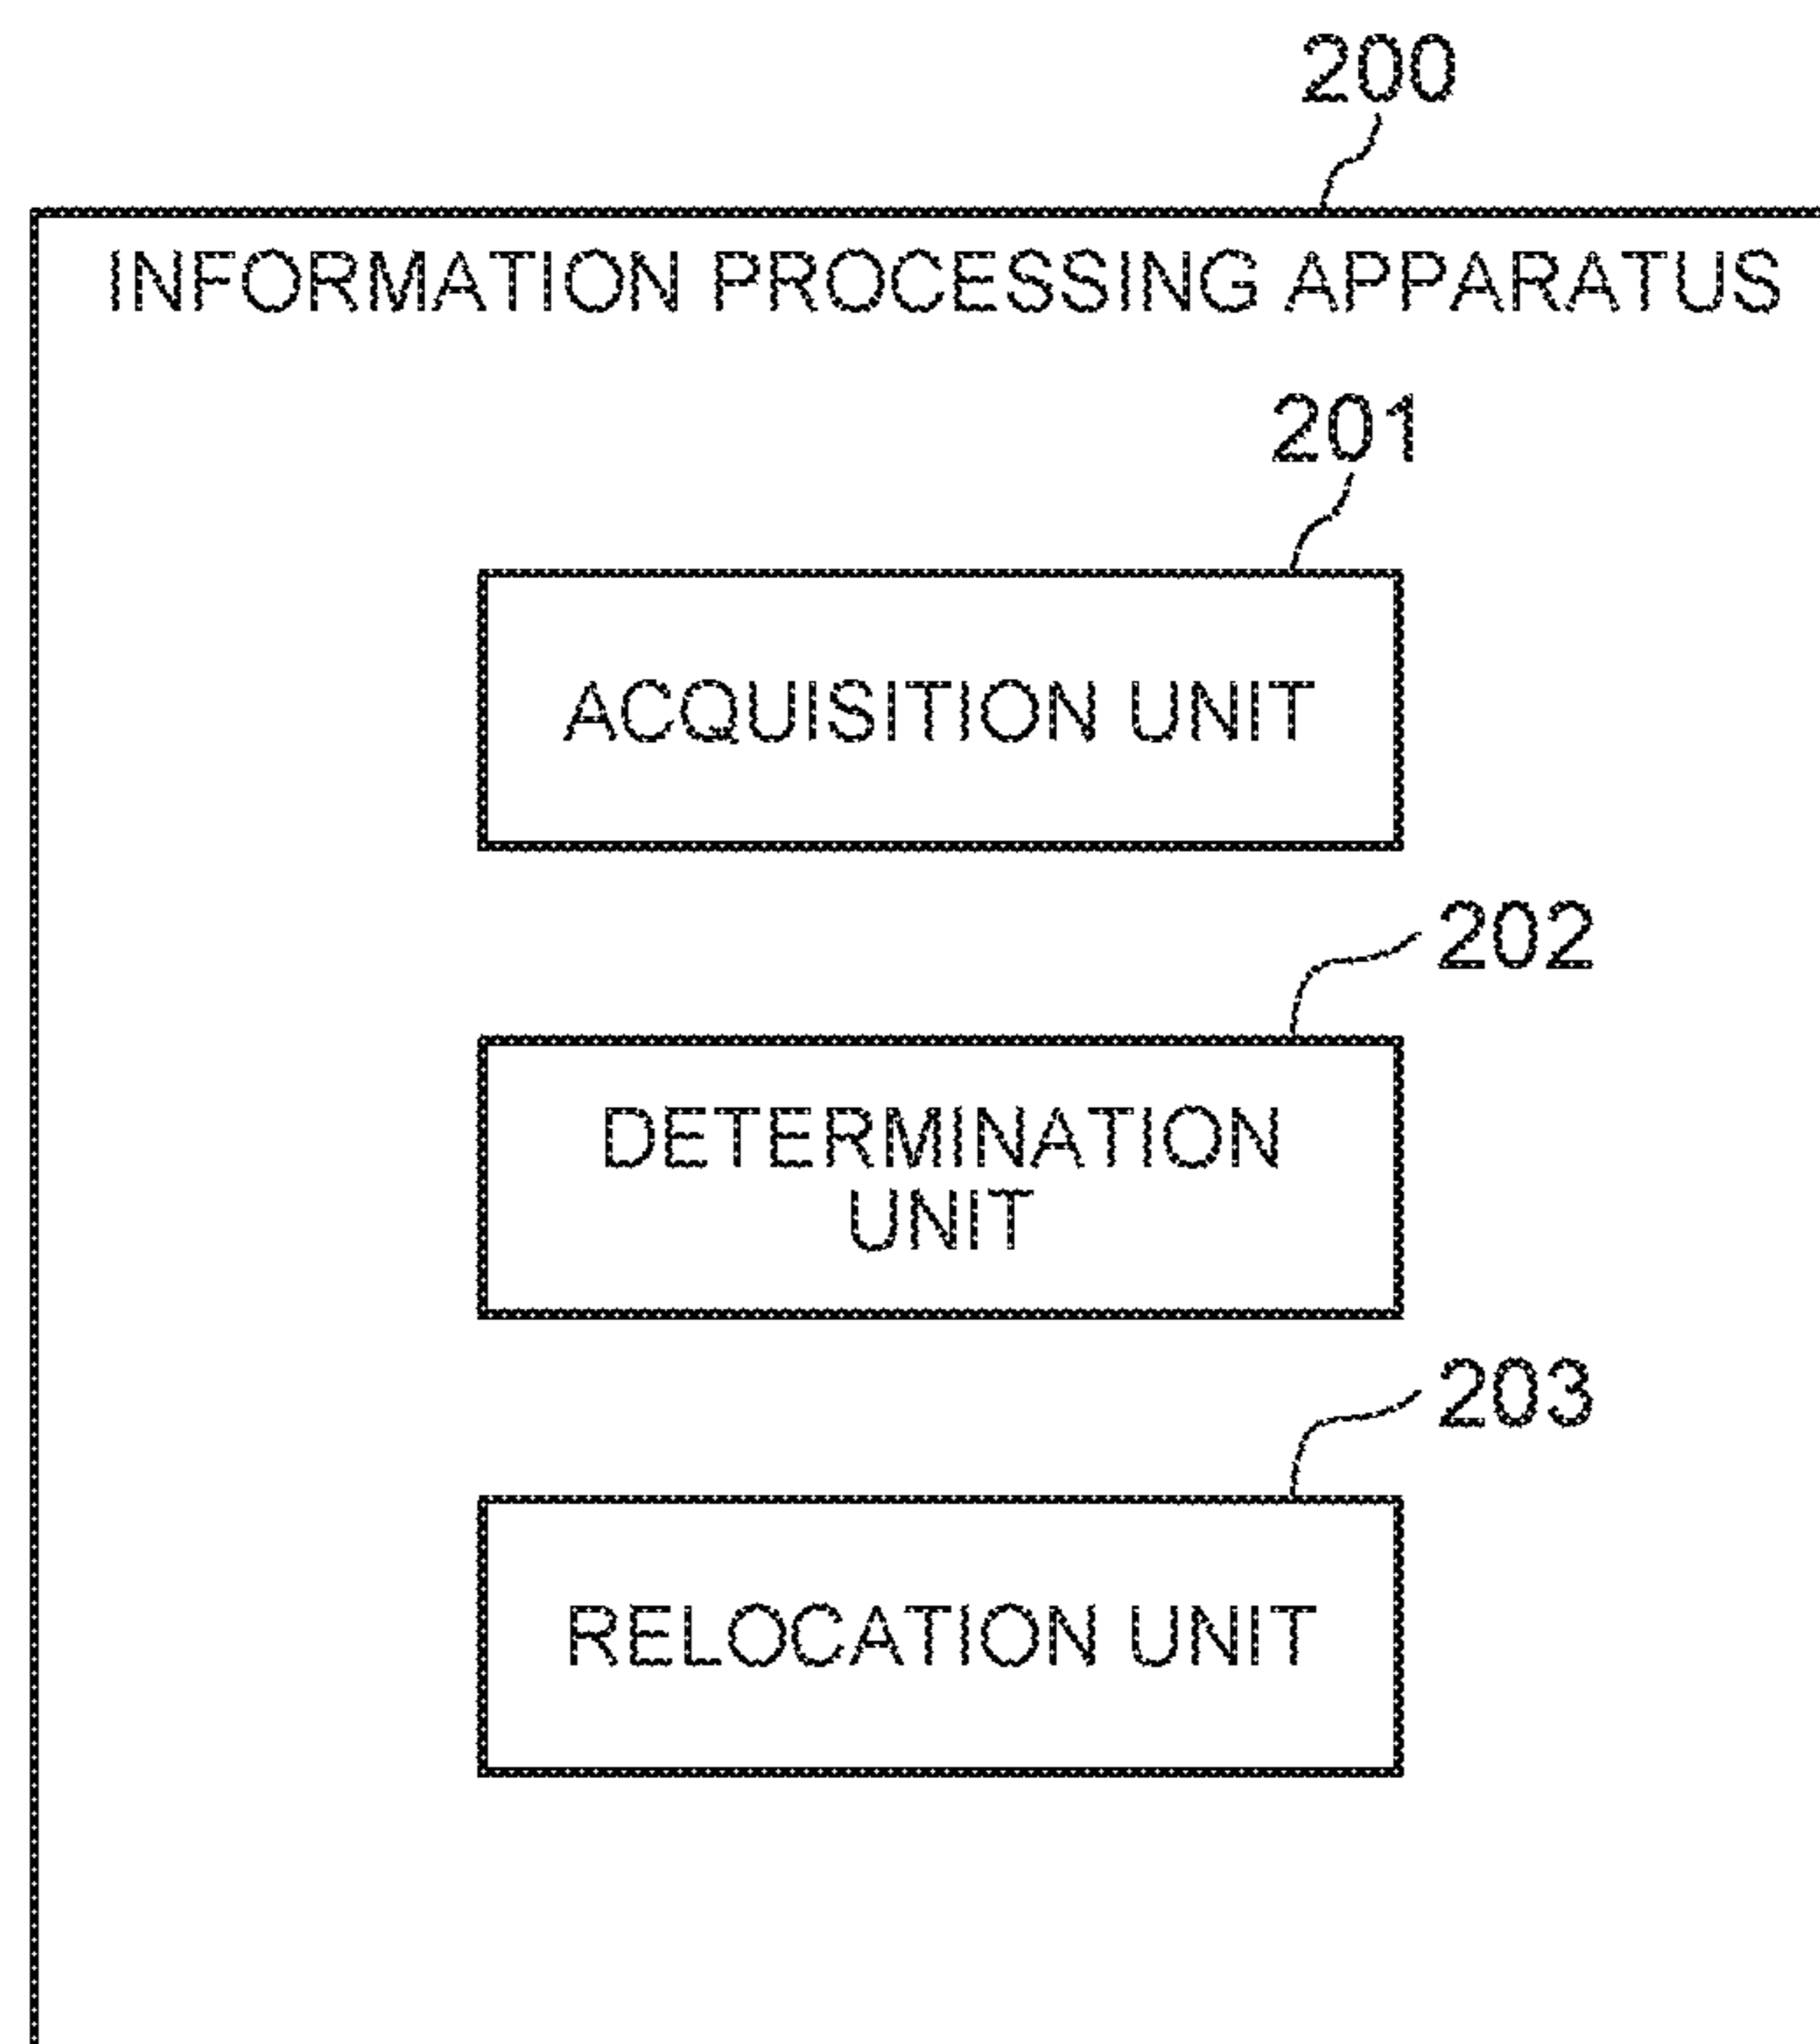 200
INFORMATION PROCESSING APPARATUS
201
ACQUISITION UNIT
202
DETERMINATION
UNIT
203
RELOCATION UNIT